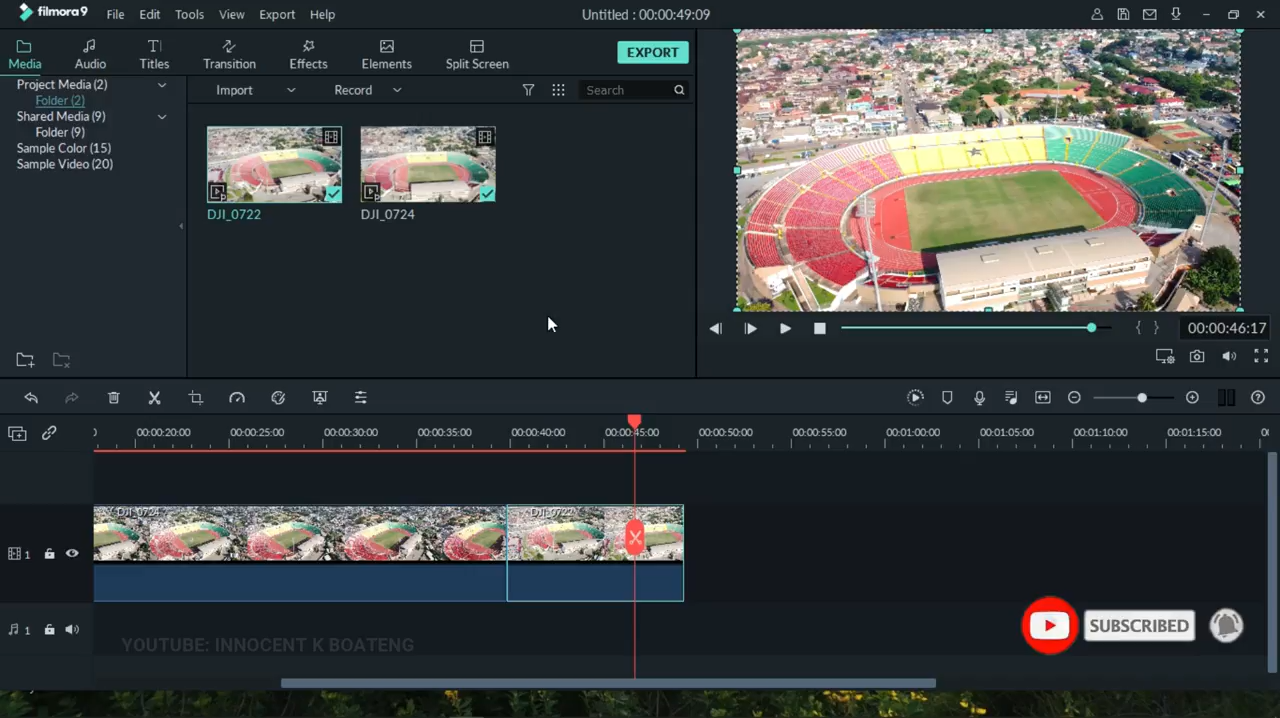 filmora9 File Edit Tools View Export Help Untitled : 00:00:49:09
Media Audio Titles Transition Effects Elements Split Screen EXPORT
Project Media (2)
Folder (2)
Shared Media (9)
Folder (9)
Sample Color (15)
Sample Video (20)
Import Record Search
DJI_0722 DJI_0724
00:00:46:17
00:00:20:00 00:00:25:00 00:00:30:00 00:00:35:00 00:00:40:00 00:00:45:00 00:00:50:00 00:00:55:00 00:01:00:00 00:01:05:00 00:01:10:00 00:01:15:00
DJI_0724 DJI_0722
1
1
YOUTUBE: INNOCENT K BOATENG
SUBSCRIBED